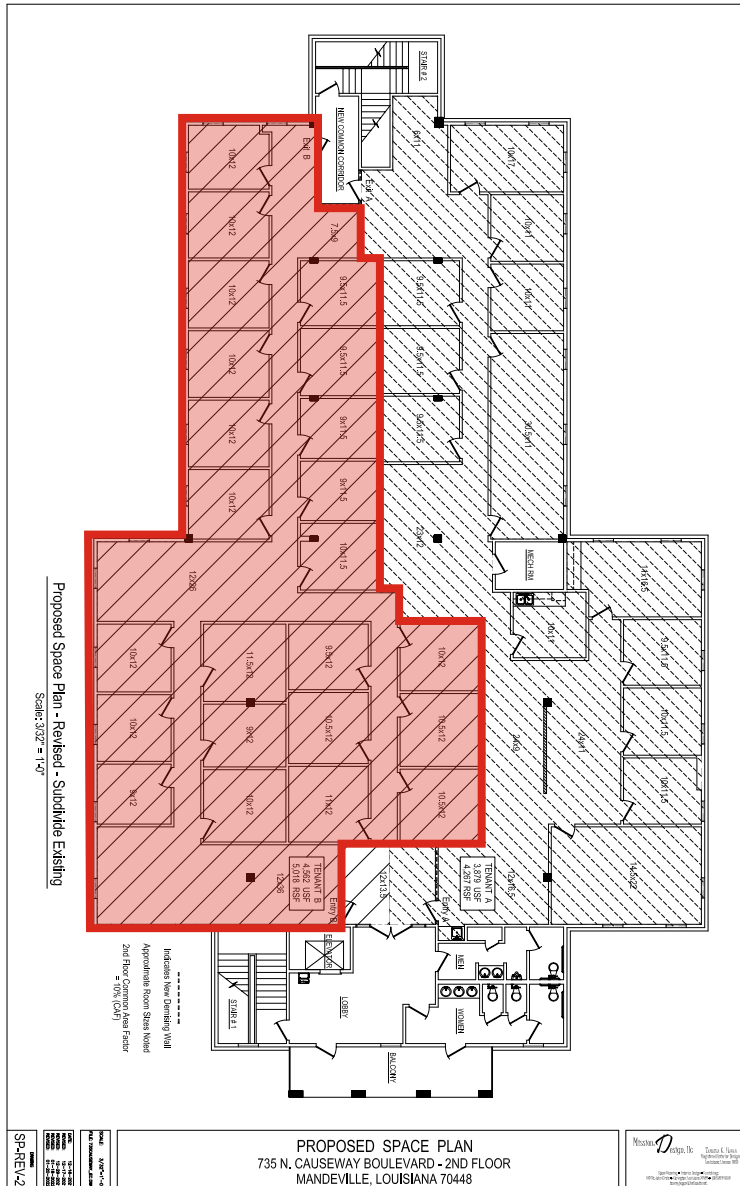 STAIR # 2
NEW COMMON CORRIDOR
6x11
10x17
Exit B
Exit A
10x12
10x12
7.5x9
10x11
10x12
9.5x11.5
9.5x11.5
10x11
10x12
9.5x11.5
9.5x11.5
10x12
9x11.5
9.5x11.5
10x12
9x11.5
10x11.5
MECH RM
14x16.5
12x26
10x12
11.5x12
9.5x12
10x12
10x11
9.5x11.5
10x12
9x12
10.5x12
10.5x12
24x9
24x11
10x11.5
9x12
10x12
11x12
10.5x12
10x11.5
12x36
TENANT B
4,562 USF
5,018 RSF
12x13.5
TENANT A
3,879 USF
4,267 RSF
12x16.5
14.5x22
Entry B
Entry A
ELEVATOR
MEN
LOBBY
WOMEN
STAIR # 1
BALCONY
Proposed Space Plan - Revised - Subdivide Existing
Scale: 3/32" = 1'-0"
Indicates New Demising Wall
Approximate Room Sizes Noted
2nd Floor Common Area Factor
= 10% (CAF)
SP-REV-2
PROPOSED SPACE PLAN
735 N. CAUSEWAY BOULEVARD - 2ND FLOOR
MANDEVILLE, LOUISIANA 70448